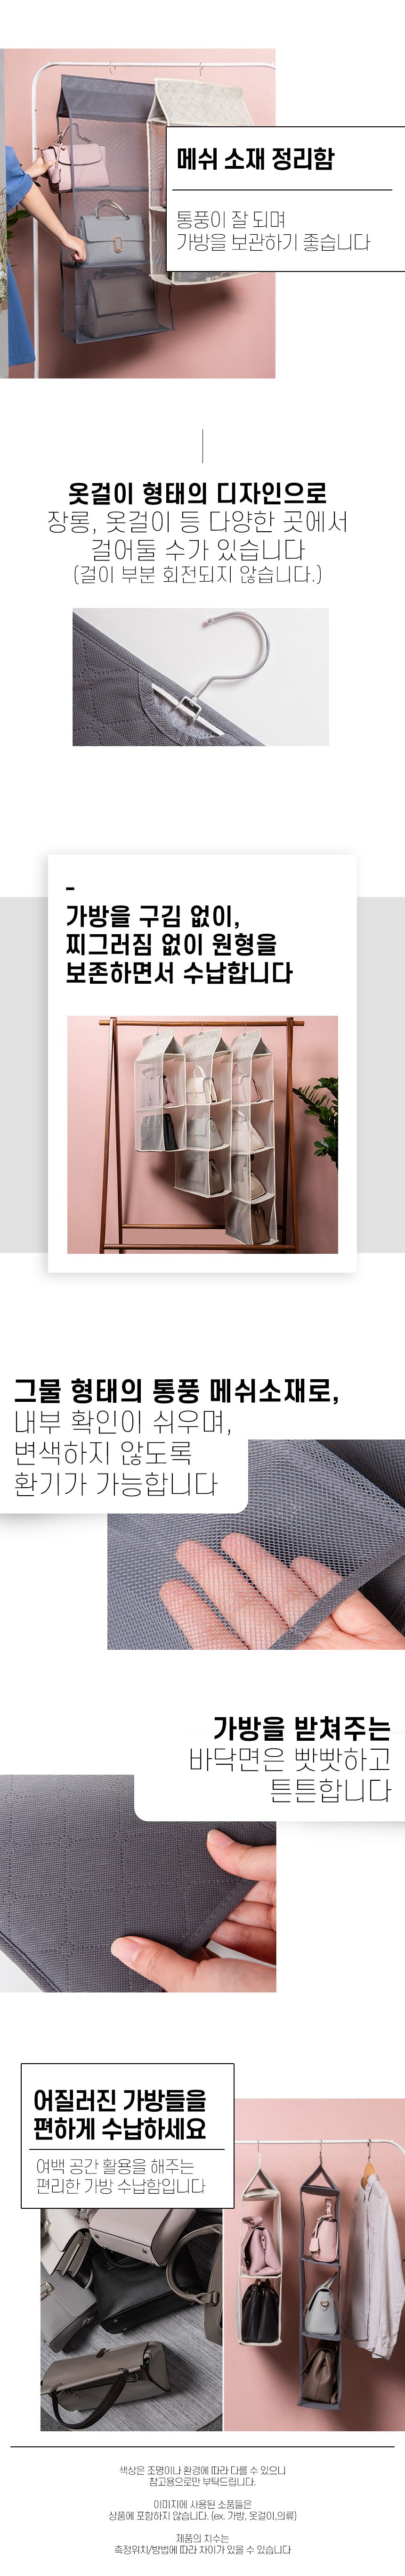 메쉬 소재 정리함
통풍이 잘 되며
가방을 보관하기 좋습니다
옷걸이 형태의 디자인으로
장롱, 옷걸이 등 다양한 곳에서
걸어둘 수가 있습니다
(걸이 부분 회전되지 않습니다.)
가방을 구김 없이,
찌그러짐 없이 원형을
보존하면서 수납합니다
그물 형태의 통풍 메쉬소재로,
내부 확인이 쉬우며,
변색하지 않도록
환기가 가능합니다
가방을 받쳐주는
바닥면은 빳빳하고
튼튼합니다
어질러진 가방들을
편하게 수납하세요
여백 공간 활용을 해주는
편리한 가방 수납함입니다
색상은 조명이나 환경에 따라 다를 수 있으니
참고용으로만 부탁드립니다.
이미지에 사용된 소품들은
상품에 포함하지 않습니다. (ex. 가방, 옷걸이,의류)
제품의 치수는
측정위치/방법에 따라 차이가 있을 수 있습니다